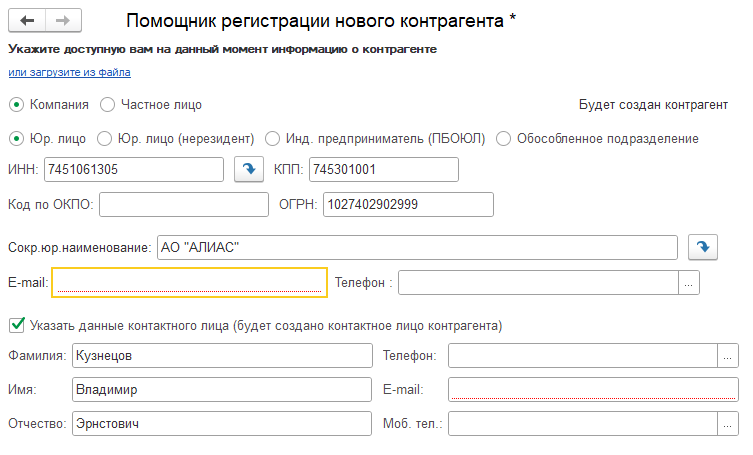 Помощник регистрации нового контрагента *
Укажите доступную вам на данный момент информацию о контрагенте
или загрузите из файла
Компания Частное лицо Будет создан контрагент
Юр. лицо Юр. лицо (нерезидент) Инд. предприниматель (ПБОЮЛ) Обособленное подразделение
ИНН: 7451061305 КПП: 745301001
Код по ОКПО: ОГРН: 1027402902999
Сокр.юр.наименование: АО "АЛИАС"
E-mail: Телефон : ...
Указать данные контактного лица (будет создано контактное лицо контрагента)
Фамилия: Кузнецов Телефон: ...
Имя: Владимир E-mail:
Отчество: Эрнстович Моб. тел.: ...